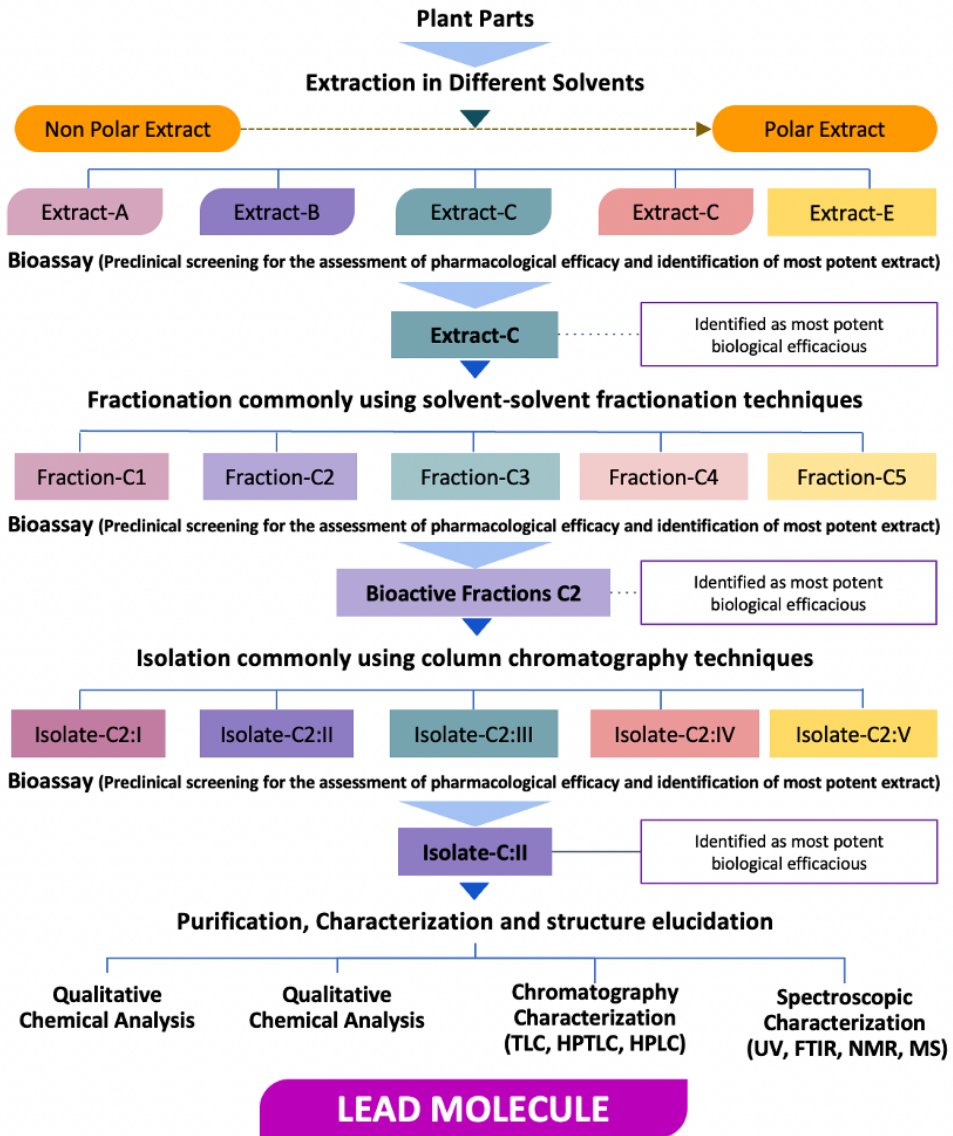 Plant Parts
Extraction in Different Solvents
Non Polar Extract
Polar Extract
Extract-A
Extract-B
Extract-C
Extract-C
Extract-E
Bioassay (Preclinical screening for the assessment of pharmacological efficacy and identification of most potent extract)
Extract-C
Identified as most potent
biological efficacious
Fractionation commonly using solvent-solvent fractionation techniques
Fraction-C1
Fraction-C2
Fraction-C3
Fraction-C4
Fraction-C5
Bioassay (Preclinical screening for the assessment of pharmacological efficacy and identification of most potent extract)
Bioactive Fractions C2
Identified as most potent
biological efficacious
Isolation commonly using column chromatography techniques
Isolate-C2:I
Isolate-C2:II
Isolate-C2:III
Isolate-C2:IV
Isolate-C2:V
Bioassay (Preclinical screening for the assessment of pharmacological efficacy and identification of most potent extract)
Isolate-C:II
Identified as most potent
biological efficacious
Purification, Characterization and structure elucidation
Qualitative
Chemical Analysis
Qualitative
Chemical Analysis
Chromatography
Characterization
(TLC, HPTLC, HPLC)
Spectroscopic
Characterization
(UV, FTIR, NMR, MS)
LEAD MOLECULE